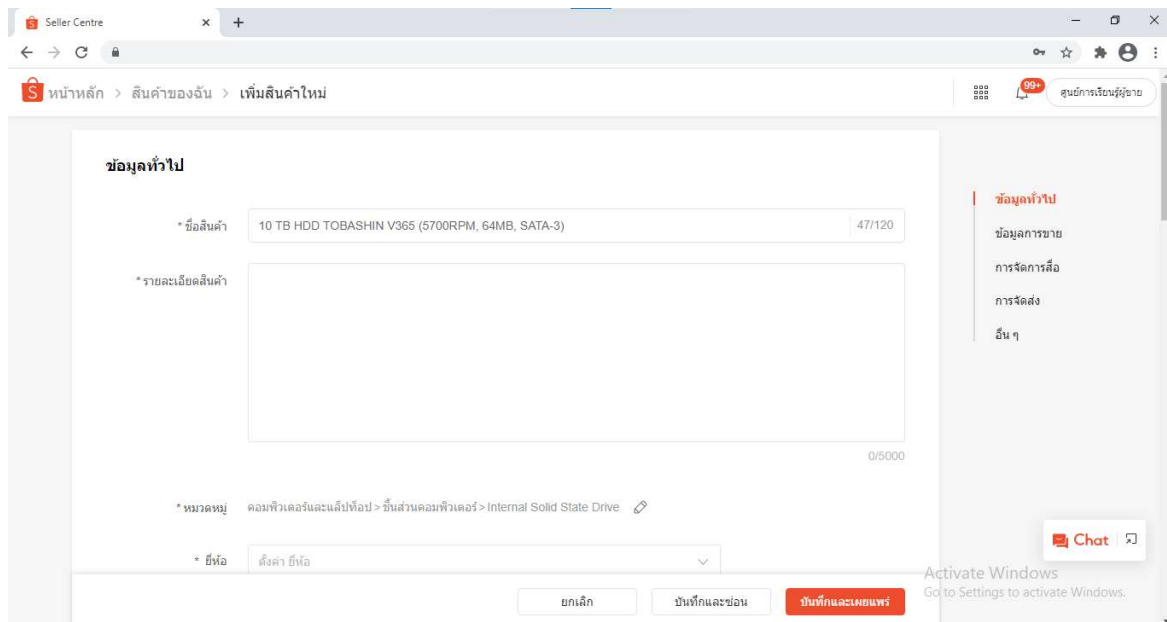 Seller Centre
หน้าหลัก > สินค้าของฉัน > เพิ่มสินค้าใหม่
99+
ศูนย์การเรียนรู้ผู้ขาย
ข้อมูลทั่วไป
* ชื่อสินค้า 10 TB HDD TOBASHIN V365 (5700RPM, 64MB, SATA-3) 47/120
* รายละเอียดสินค้า
0/5000
* หมวดหมู่ คอมพิวเตอร์และแล็ปท็อป > ชิ้นส่วนคอมพิวเตอร์ > Internal Solid State Drive
* ยี่ห้อ ตั้งค่า ยี่ห้อ
ยกเลิก บันทึกและซ่อน บันทึกและเผยแพร่
ข้อมูลทั่วไป
ข้อมูลการขาย
การจัดการสื่อ
การจัดส่ง
อื่น ๆ
Chat
Activate Windows
Go to Settings to activate Windows.